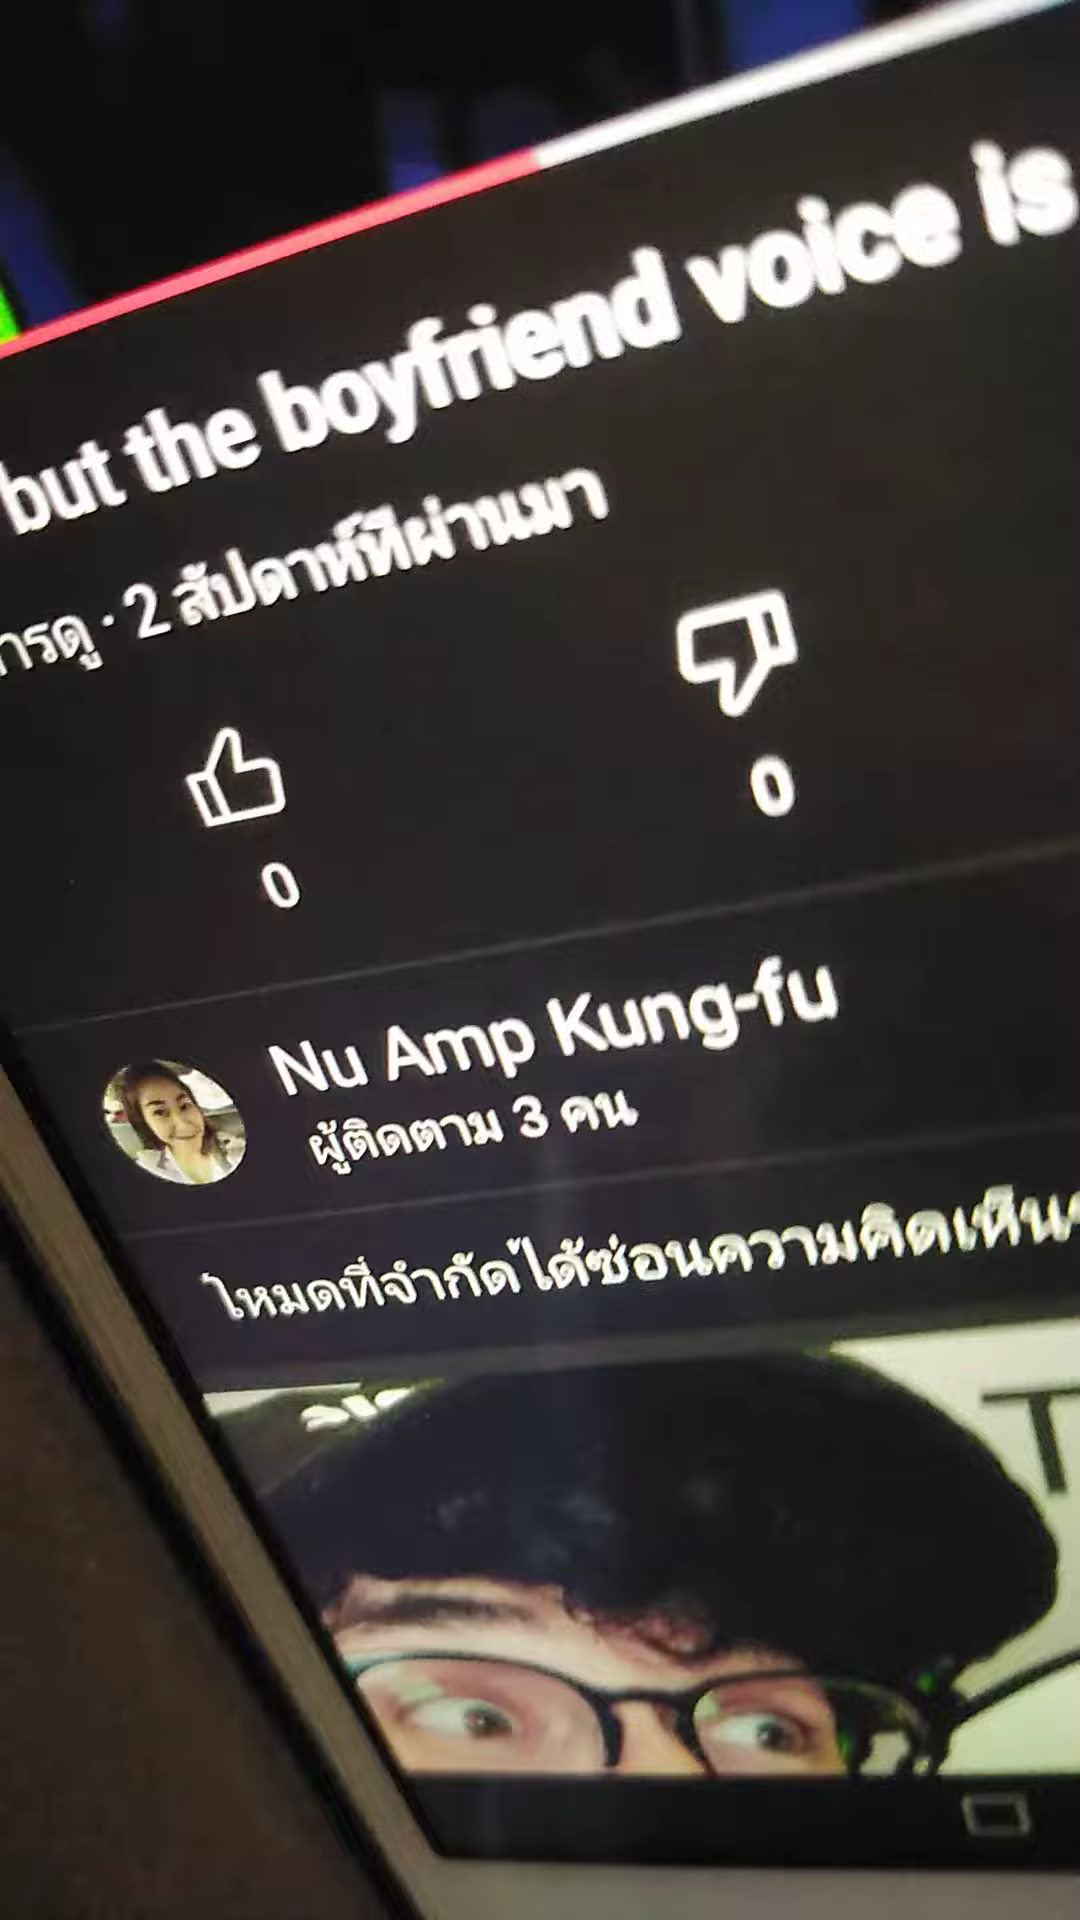 but the boyfriend voice is
การดู · 2 สัปดาห์ที่ผ่านมา
0
0
Nu Amp Kung-fu
ผู้ติดตาม 3 คน
โหมดที่จำกัดได้ซ่อนความคิดเห็น
T